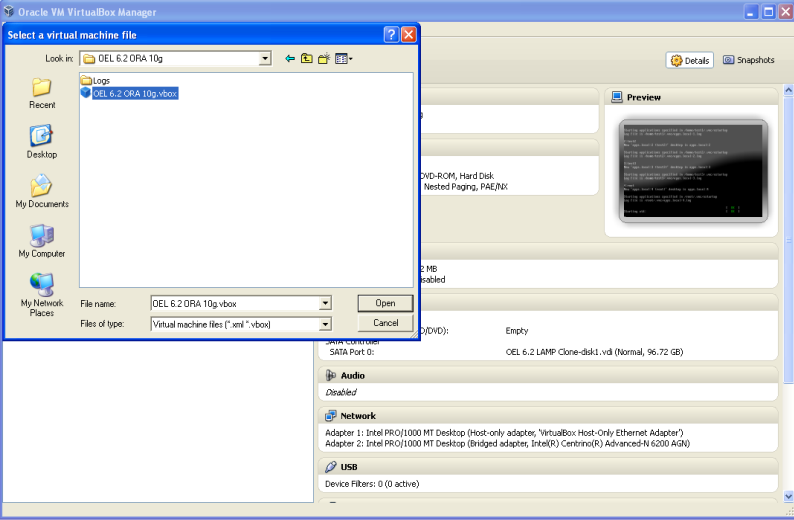 Oracle VM VirtualBox Manager
Select a virtual machine file
Look in:
OEL 6.2 ORA 10g
Logs
OEL 6.2 ORA 10g.vbox
Recent
Desktop
My Documents
My Computer
My Network
Places
File name:
OEL 6.2 ORA 10g.vbox
Open
Files of type:
Virtual machine files (*.xml *.vbox)
Cancel
Details
Snapshots
Preview
DVD-ROM, Hard Disk
Nested Paging, PAE/NX
2 MB
D/DVD):
Empty
SATA Controller
SATA Port 0:
OEL 6.2 LAMP Clone-disk1.vdi (Normal, 96.72 GB)
Audio
Disabled
Network
Adapter 1: Intel PRO/1000 MT Desktop (Host-only adapter, 'VirtualBox Host-Only Ethernet Adapter')
Adapter 2: Intel PRO/1000 MT Desktop (Bridged adapter, Intel(R) Centrino(R) Advanced-N 6200 AGN)
USB
Device Filters: 0 (0 active)